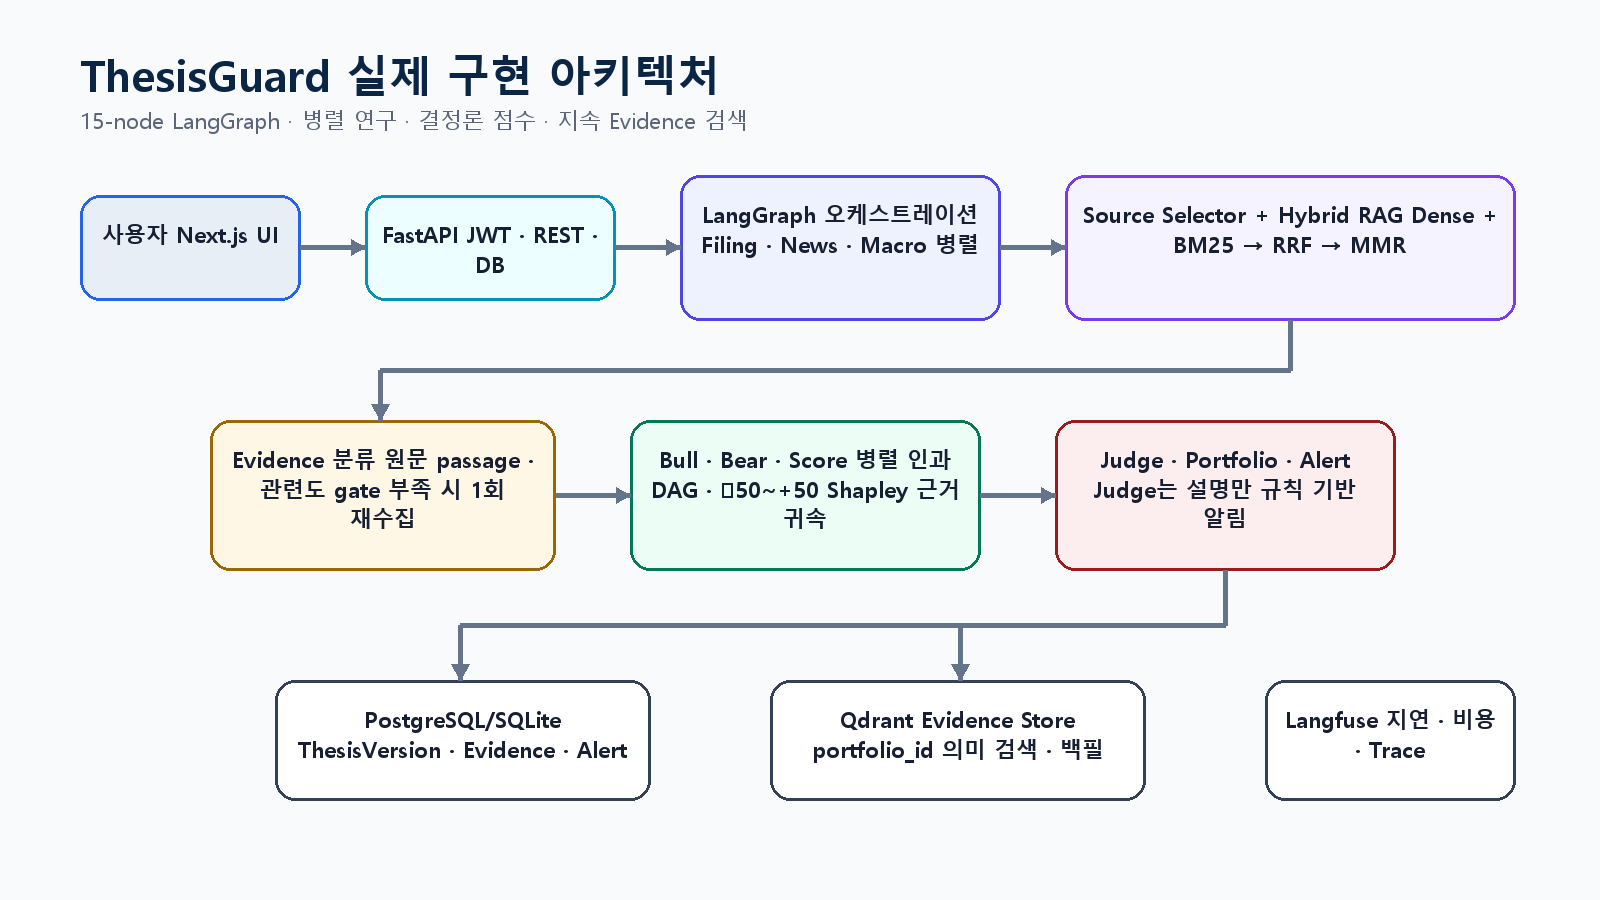 ThesisGuard 실제 구현 아키텍처
15-node LangGraph · 병렬 연구 · 결정론 점수 · 지속 Evidence 검색
사용자 Next.js UI
FastAPI JWT · REST ·
DB
LangGraph 오케스트레이션
Filing · News · Macro 병렬
Source Selector + Hybrid RAG Dense +
BM25 → RRF → MMR
Evidence 분류 원문 passage ·
관련도 gate 부족 시 1회
재수집
Bull · Bear · Score 병렬 인과
DAG · □50~+50 Shapley 근거
귀속
Judge · Portfolio · Alert
Judge는 설명만 규칙 기반
알림
PostgreSQL/SQLite
ThesisVersion · Evidence · Alert
Qdrant Evidence Store
portfolio_id 의미 검색 · 백필
Langfuse 지연 · 비용
· Trace